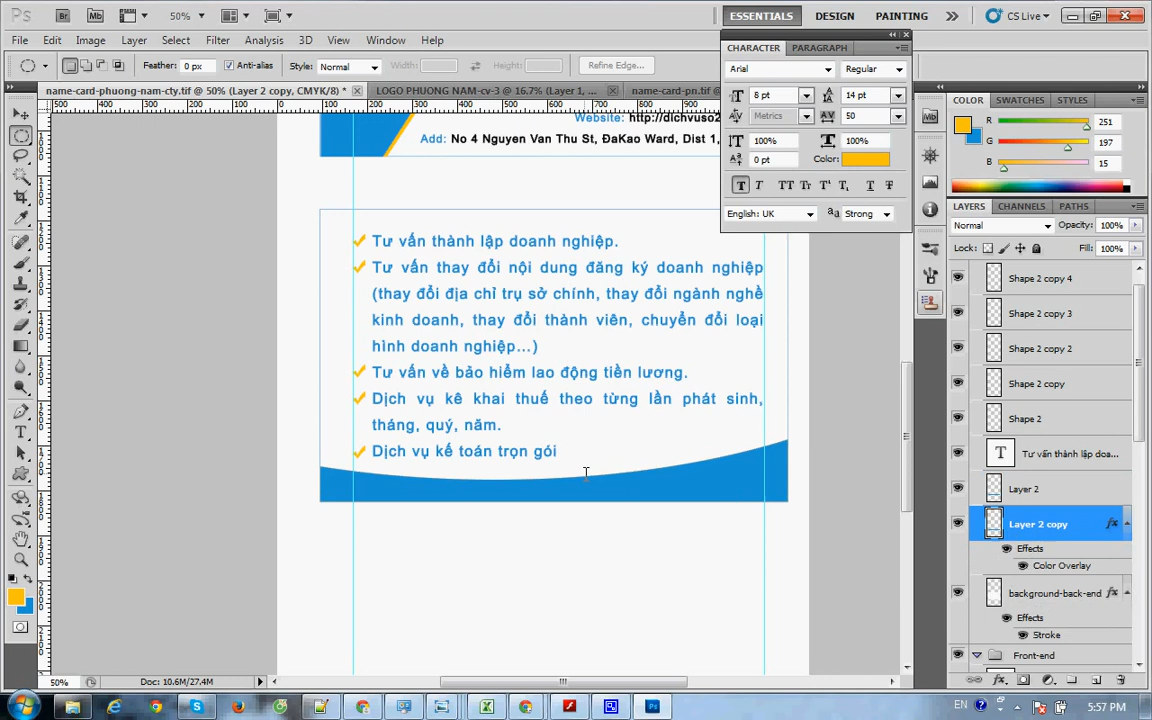 Ps Br Mb 50% ESSENTIALS DESIGN PAINTING CS Live
File Edit Image Layer Select Filter Analysis 3D View Window Help
Feather: 0 px Anti-alias Style: Normal Width: Height: Refine Edge...
CHARACTER PARAGRAPH
name-card-phuong-nam-cty.tif @ 50% (Layer 2 copy, CMYK/8) * LOGO PHUONG NAM-cv-3 @ 16.7% (Layer 1, ... name-card-pn.tif @
Arial Regular
8 pt 14 pt
Metrics 50
100% 100%
0 pt Color:
English: UK Strong
COLOR SWATCHES STYLES
R 251
G 197
B 15
LAYERS CHANNELS PATHS
Normal Opacity: 100%
Lock: Fill: 100%
Shape 2 copy 4
Shape 2 copy 3
Shape 2 copy 2
Shape 2 copy
Shape 2
Tư vấn thành lập doa...
Layer 2
Layer 2 copy fx
Effects
Color Overlay
background-back-end fx
Effects
Stroke
Front-end
Website: http://dichvuso2
Add: No 4 Nguyen Van Thu St, ĐaKao Ward, Dist 1,
Tư vấn thành lập doanh nghiệp.
Tư vấn thay đổi nội dung đăng ký doanh nghiệp
(thay đổi địa chỉ trụ sở chính, thay đổi ngành nghề
kinh doanh, thay đổi thành viên, chuyển đổi loại
hình doanh nghiệp...)
Tư vấn về bảo hiểm lao động tiền lương.
Dịch vụ kê khai thuế theo từng lần phát sinh,
tháng, quý, năm.
Dịch vụ kế toán trọn gói
50% Doc: 10.6M/27.4M
EN 5:57 PM